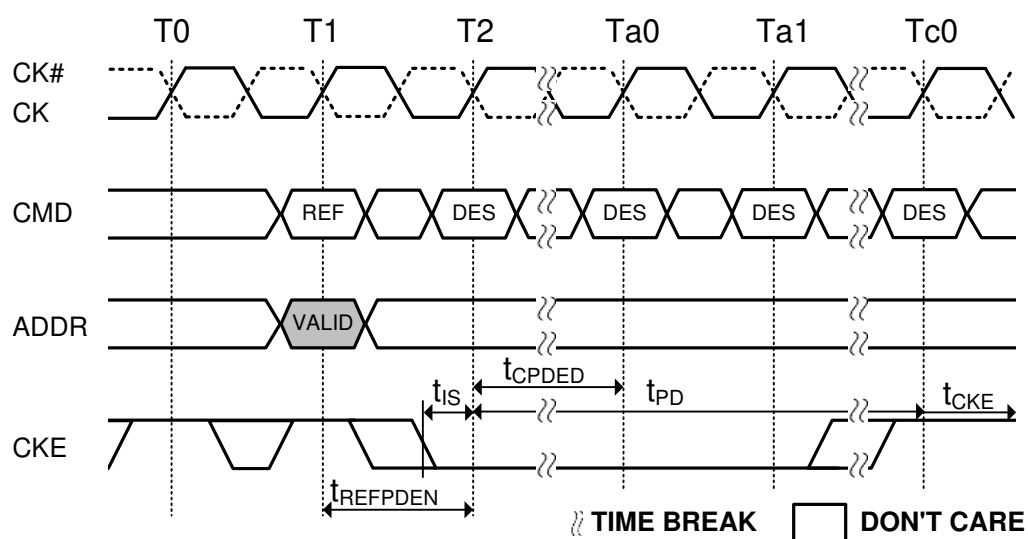 T0 T1 T2 Ta0 Ta1 Tc0
CK#
CK
CMD REF DES DES DES DES
ADDR VALID
tCPDED
tIS tPD tCKE
CKE
tREFPDEN
TIME BREAK DON'T CARE